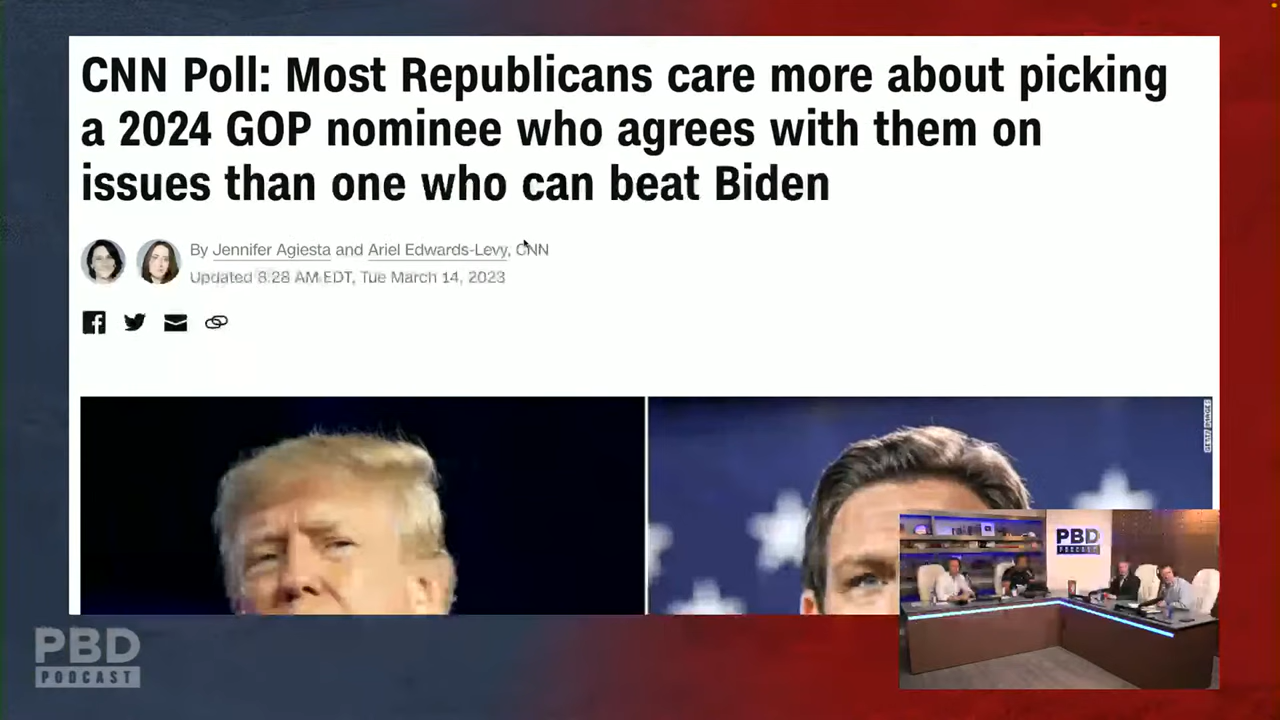 CNN Poll: Most Republicans care more about picking
a 2024 GOP nominee who agrees with them on
issues than one who can beat Biden
By Jennifer Agiesta and Ariel Edwards-Levy, CNN
Updated 8:28 AM EDT, Tue March 14, 2023
PBD
PODCAST
PBD
PODCAST